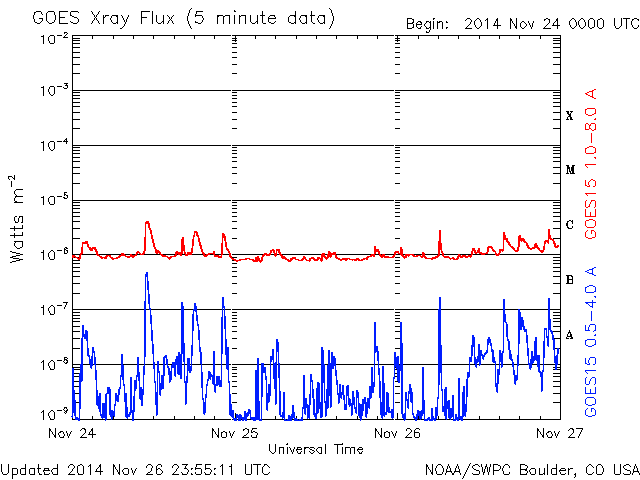 GOES Xray Flux (5 minute data)
Begin: 2014 Nov 24 0000 UTC
10⁻²
10⁻³
10⁻⁴
10⁻⁵
10⁻⁶
10⁻⁷
10⁻⁸
10⁻⁹
Watts m⁻²
X
M
C
B
A
GOES15 1.0-8.0 A
GOES15 0.5-4.0 A
Nov 24
Nov 25
Nov 26
Nov 27
Universal Time
Updated 2014 Nov 26 23:55:11 UTC
NOAA/SWPC Boulder, CO USA